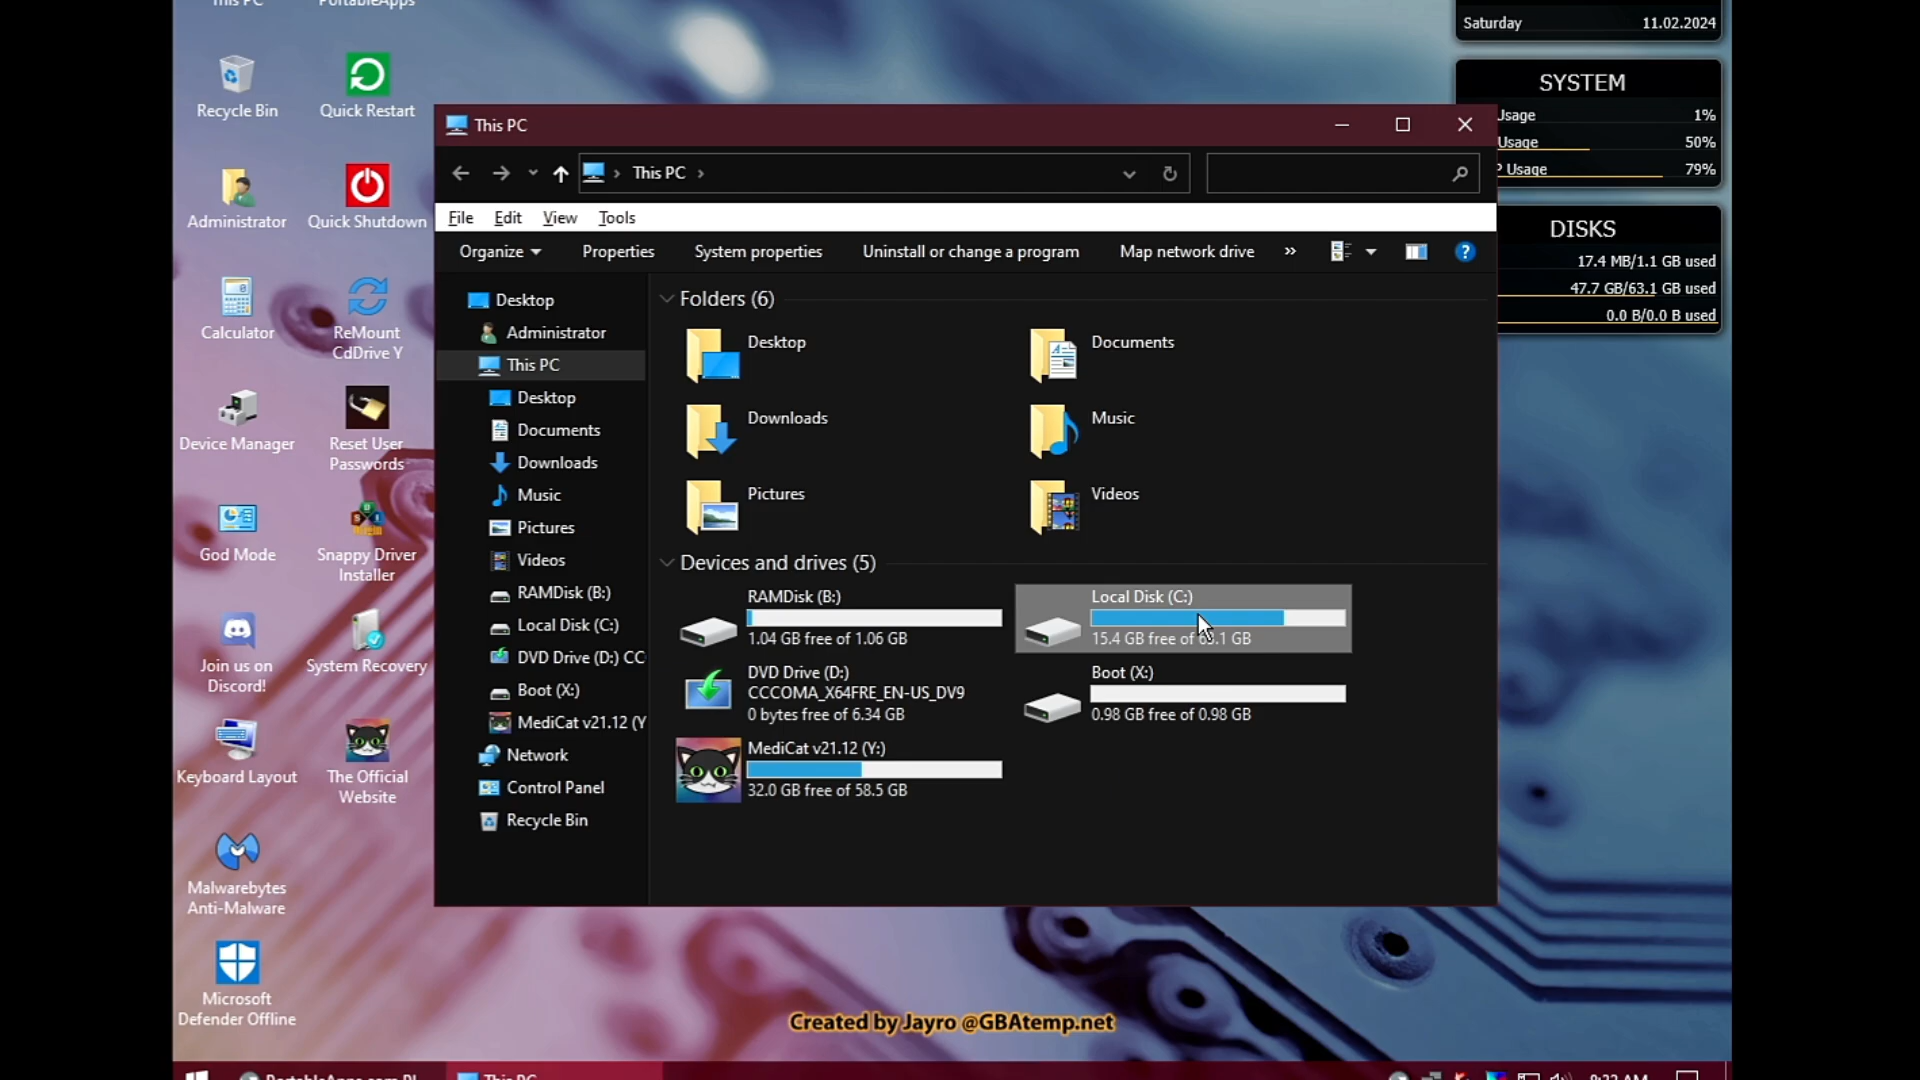 This PC
PortableApps
Recycle Bin
Quick Restart
Administrator
Quick Shutdown
Calculator
ReMount
CdDrive Y
Device Manager
Reset User
Passwords
God Mode
Snappy Driver
Installer
Join us on
Discord!
System Recovery
Keyboard Layout
The Official
Website
Malwarebytes
Anti-Malware
Microsoft
Defender Offline
This PC
This PC
File Edit View Tools
Organize Properties System properties Uninstall or change a program Map network drive »
Desktop
Administrator
This PC
Desktop
Documents
Downloads
Music
Pictures
Videos
RAMDisk (B:)
Local Disk (C:)
DVD Drive (D:) CC
Boot (X:)
MediCat v21.12 (Y
Network
Control Panel
Recycle Bin
Folders (6)
Desktop
Documents
Downloads
Music
Pictures
Videos
Devices and drives (5)
RAMDisk (B:)
1.04 GB free of 1.06 GB
Local Disk (C:)
15.4 GB free of 63.1 GB
DVD Drive (D:)
CCCOMA_X64FRE_EN-US_DV9
0 bytes free of 6.34 GB
Boot (X:)
0.98 GB free of 0.98 GB
MediCat v21.12 (Y:)
32.0 GB free of 58.5 GB
Saturday 11.02.2024
SYSTEM
Usage 1%
Usage 50%
P Usage 79%
DISKS
17.4 MB/1.1 GB used
47.7 GB/63.1 GB used
0.0 B/0.0 B used
Created by Jayro @GBAtemp.net
This PC